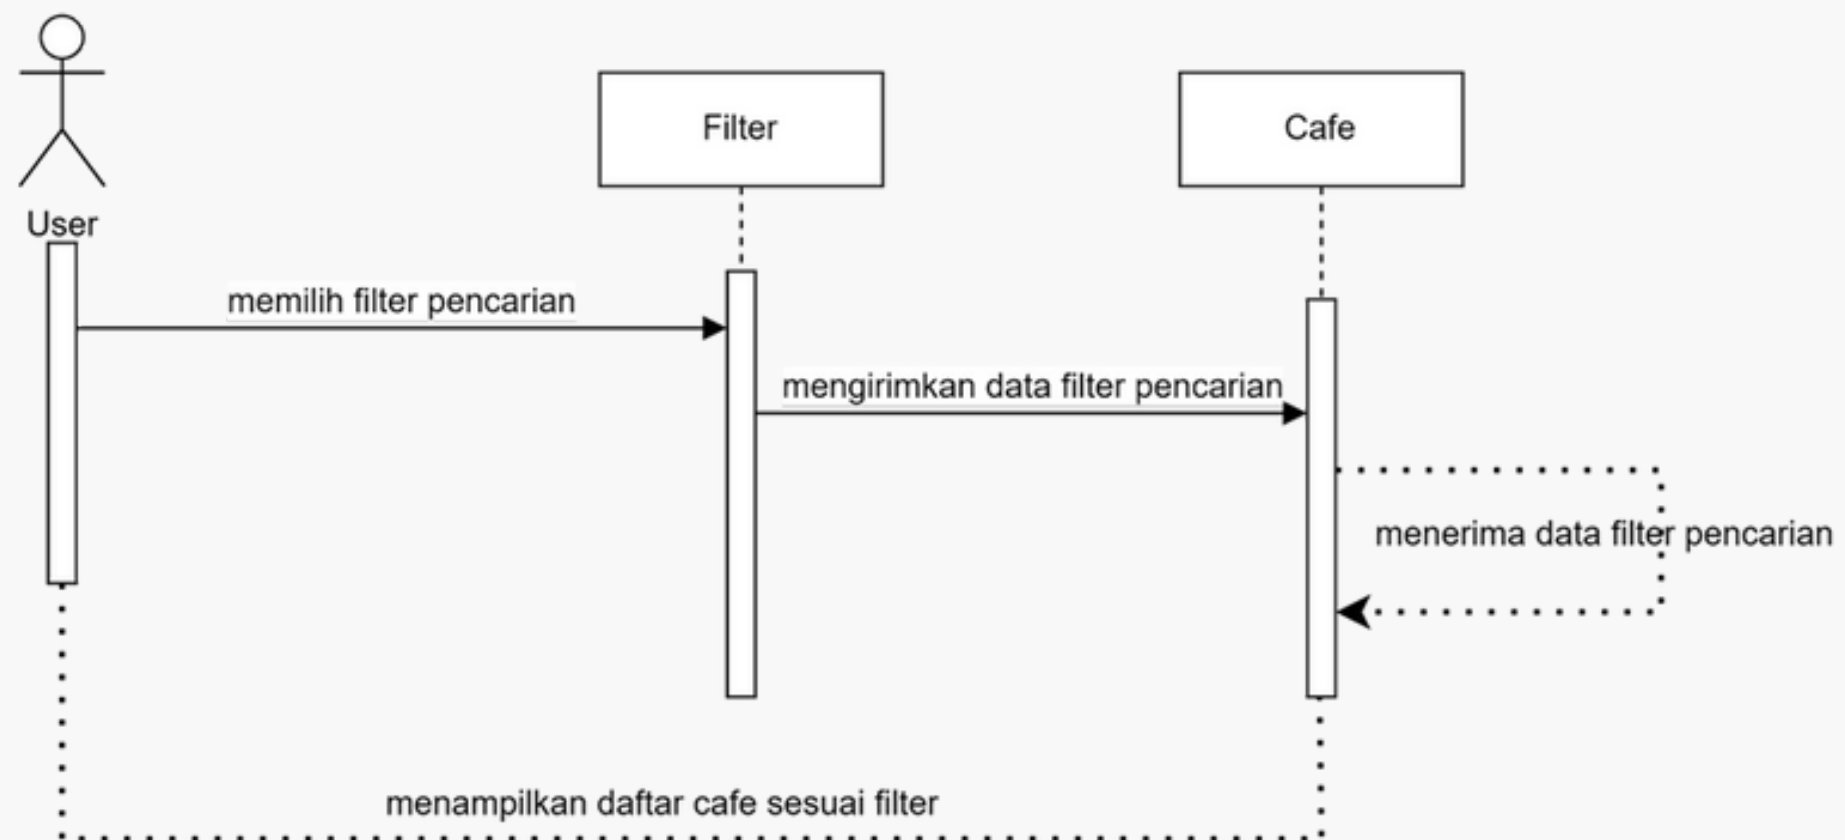 User
Filter
Cafe
memilih filter pencarian
mengirimkan data filter pencarian
menerima data filter pencarian
menampilkan daftar cafe sesuai filter